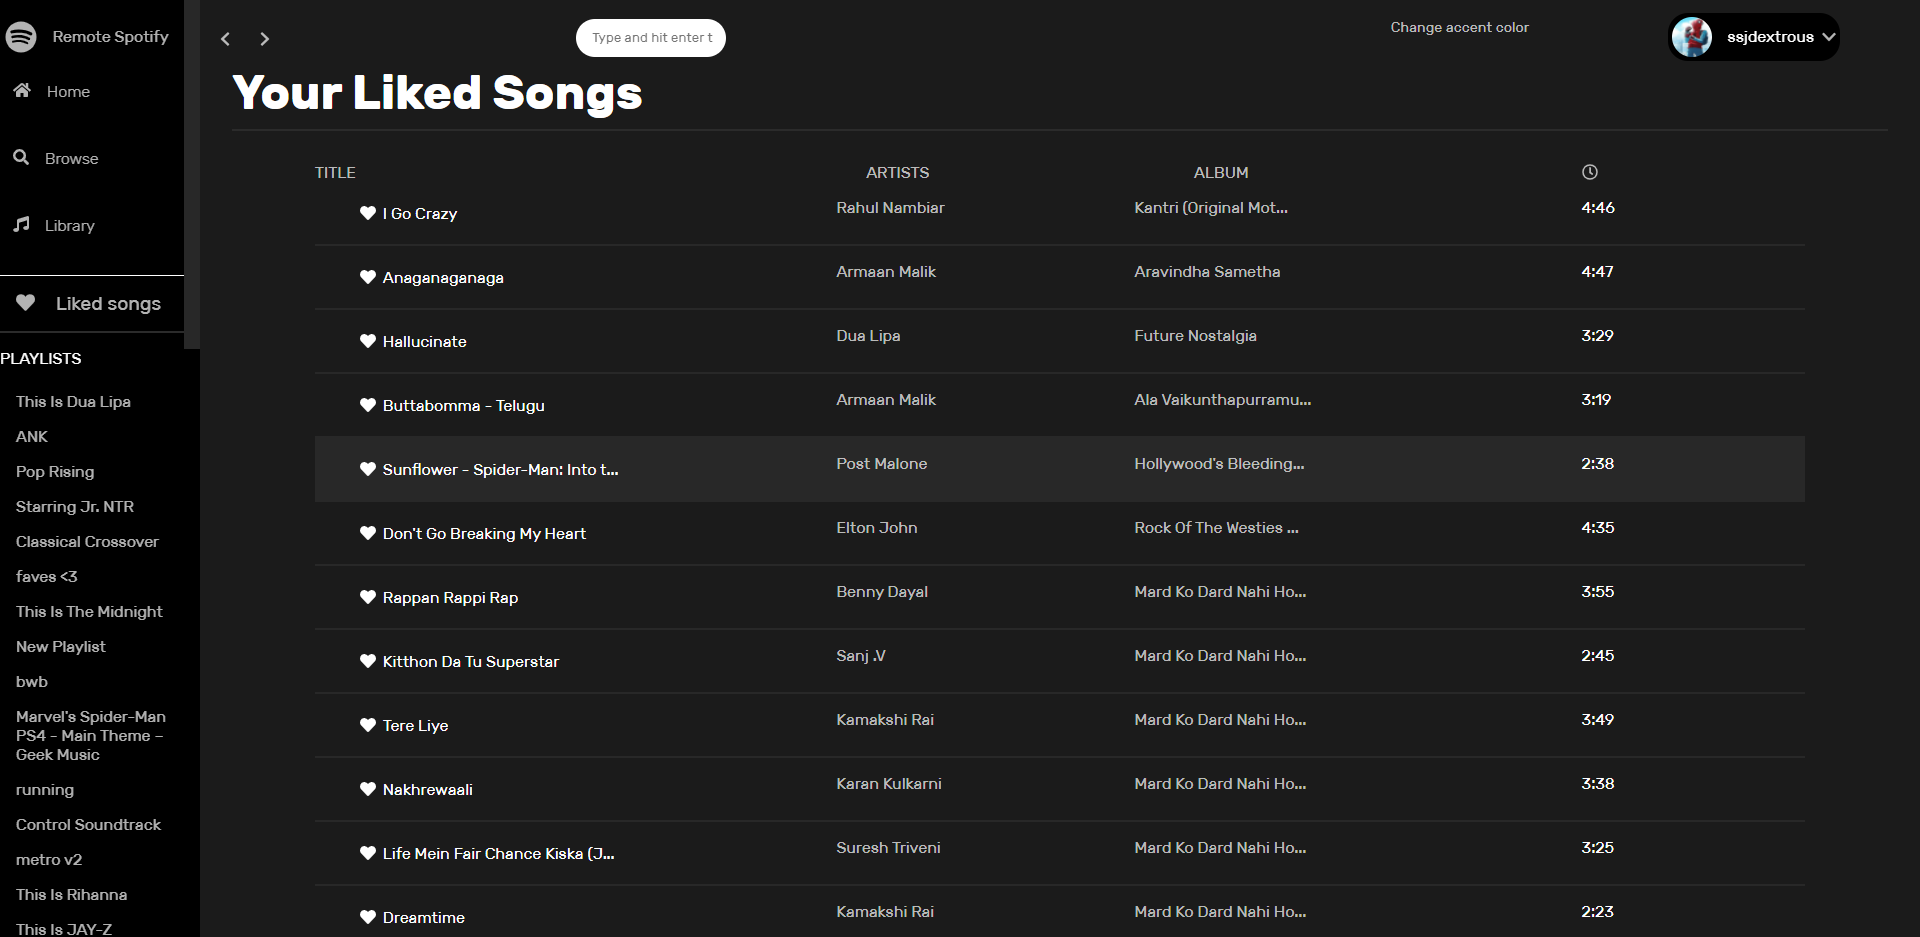 Remote Spotify
Home
Browse
Library
Liked songs
PLAYLISTS
This Is Dua Lipa
ANK
Pop Rising
Starring Jr. NTR
Classical Crossover
faves <3
This Is The Midnight
New Playlist
bwb
Marvel's Spider-Man
PS4 - Main Theme –
Geek Music
running
Control Soundtrack
metro v2
This Is Rihanna
This Is JAY-Z
Type and hit enter t
Change accent color
ssjdextrous
Your Liked Songs
TITLE ARTISTS ALBUM
I Go Crazy Rahul Nambiar Kantri (Original Mot... 4:46
Anaganaganaga Armaan Malik Aravindha Sametha 4:47
Hallucinate Dua Lipa Future Nostalgia 3:29
Buttabomma - Telugu Armaan Malik Ala Vaikunthapurramu... 3:19
Sunflower - Spider-Man: Into t... Post Malone Hollywood's Bleeding... 2:38
Don't Go Breaking My Heart Elton John Rock Of The Westies ... 4:35
Rappan Rappi Rap Benny Dayal Mard Ko Dard Nahi Ho... 3:55
Kitthon Da Tu Superstar Sanj .V Mard Ko Dard Nahi Ho... 2:45
Tere Liye Kamakshi Rai Mard Ko Dard Nahi Ho... 3:49
Nakhrewaali Karan Kulkarni Mard Ko Dard Nahi Ho... 3:38
Life Mein Fair Chance Kiska (J... Suresh Triveni Mard Ko Dard Nahi Ho... 3:25
Dreamtime Kamakshi Rai Mard Ko Dard Nahi Ho... 2:23